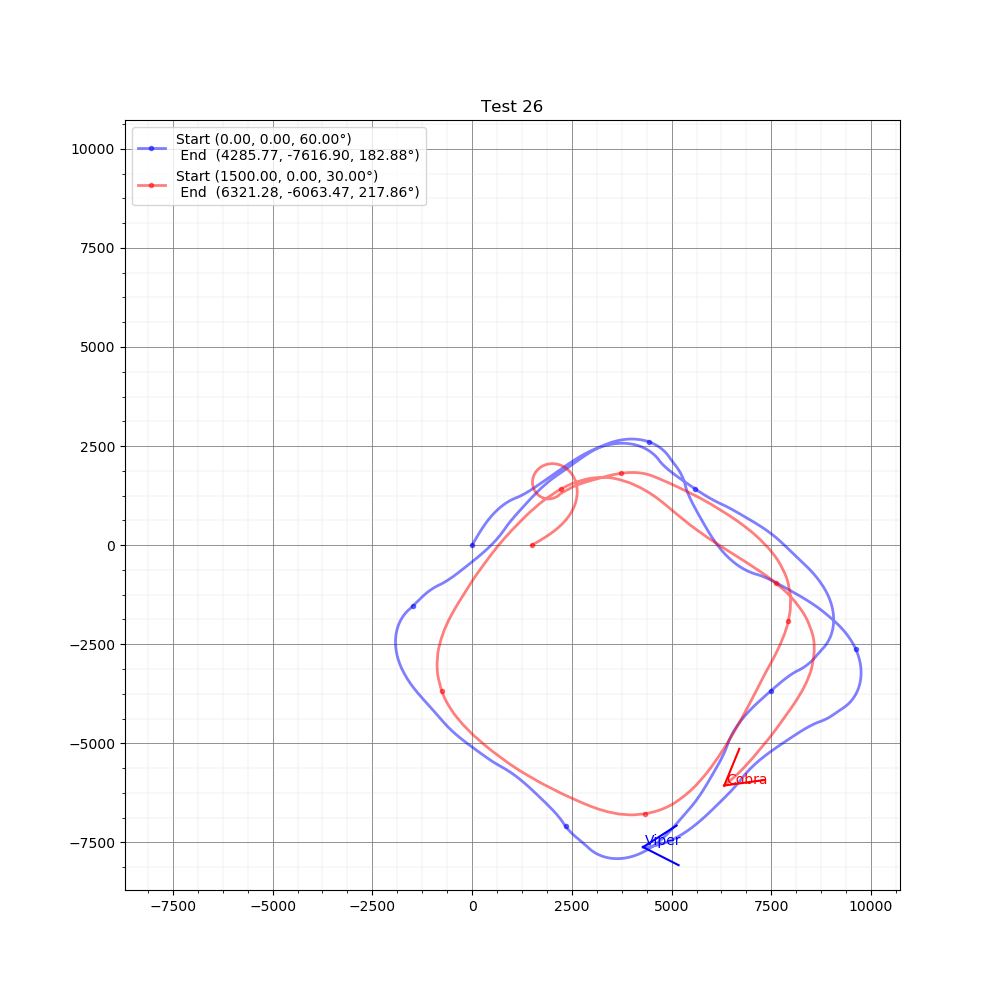 Test 26
Start (0.00, 0.00, 60.00°)
End  (4285.77, -7616.90, 182.88°)
Start (1500.00, 0.00, 30.00°)
End  (6321.28, -6063.47, 217.86°)
10000
7500
5000
2500
0
−2500
−5000
−7500
Cobra
Viper
−7500 −5000 −2500 0 2500 5000 7500 10000